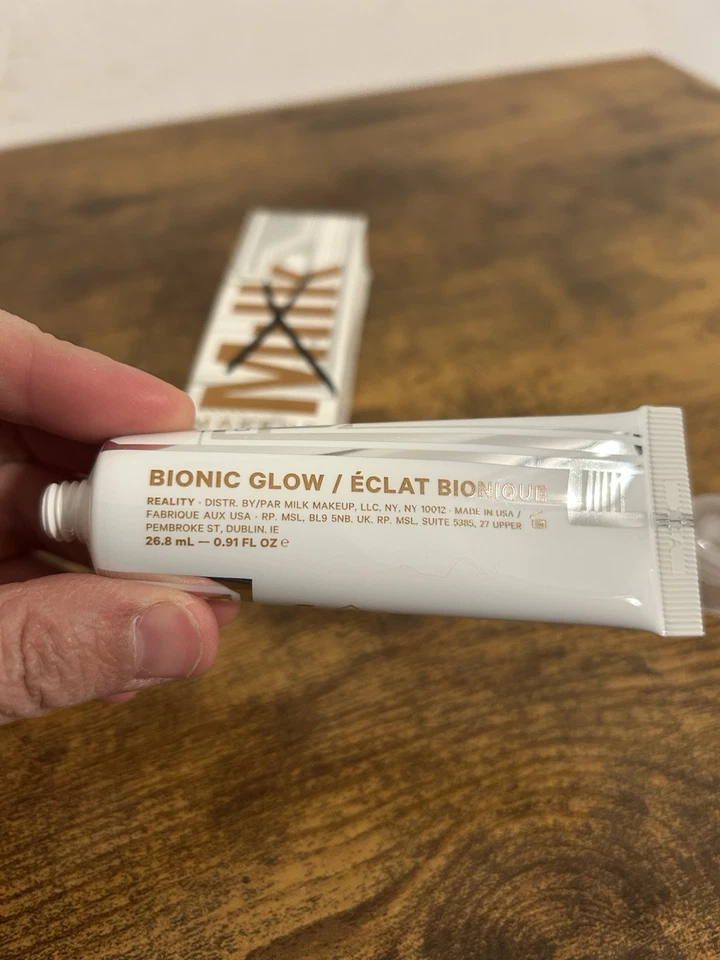 Milk
BIONIC GLOW / ÉCLAT BIONIQUE
REALITY · DISTR. BY/PAR MILK MAKEUP, LLC, NY, NY 10012 · MADE IN USA /
FABRIQUE AUX USA · RP. MSL, BL9 5NB, UK. RP. MSL, SUITE 5385, 27 UPPER
PEMBROKE ST, DUBLIN, IE
26.8 mL — 0.91 FL OZ ℮